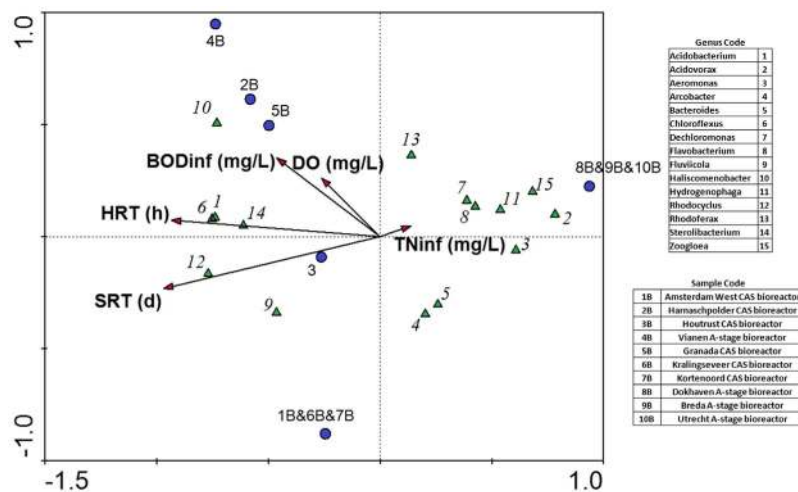 1.0
-1.0
-1.5
1.0
4B
2B
5B
10
BODinf (mg/L)
DO (mg/L)
13
8B&9B&10B
HRT (h)
6
1
14
7
8
11
15
2
TNinf (mg/L)
3
12
3
SRT (d)
9
4
5
1B&6B&7B
Genus Code
Acidobacterium 1
Acidovorax 2
Aeromonas 3
Arcobacter 4
Bacteroides 5
Chloroflexus 6
Dechloromonas 7
Flavobacterium 8
Fluviicola 9
Haliscomenobacter 10
Hydrogenophaga 11
Rhodocyclus 12
Rhodoferax 13
Sterolibacterium 14
Zoogloea 15
Sample Code
1B Amsterdam West CAS bioreactor
2B Harnaschpolder CAS bioreactor
3B Houtrust CAS bioreactor
4B Vianen A-stage bioreactor
5B Granada CAS bioreactor
6B Kralingseveer CAS bioreactor
7B Kortenoord CAS bioreactor
8B Dokhaven A-stage bioreactor
9B Breda A-stage bioreactor
10B Utrecht A-stage bioreactor